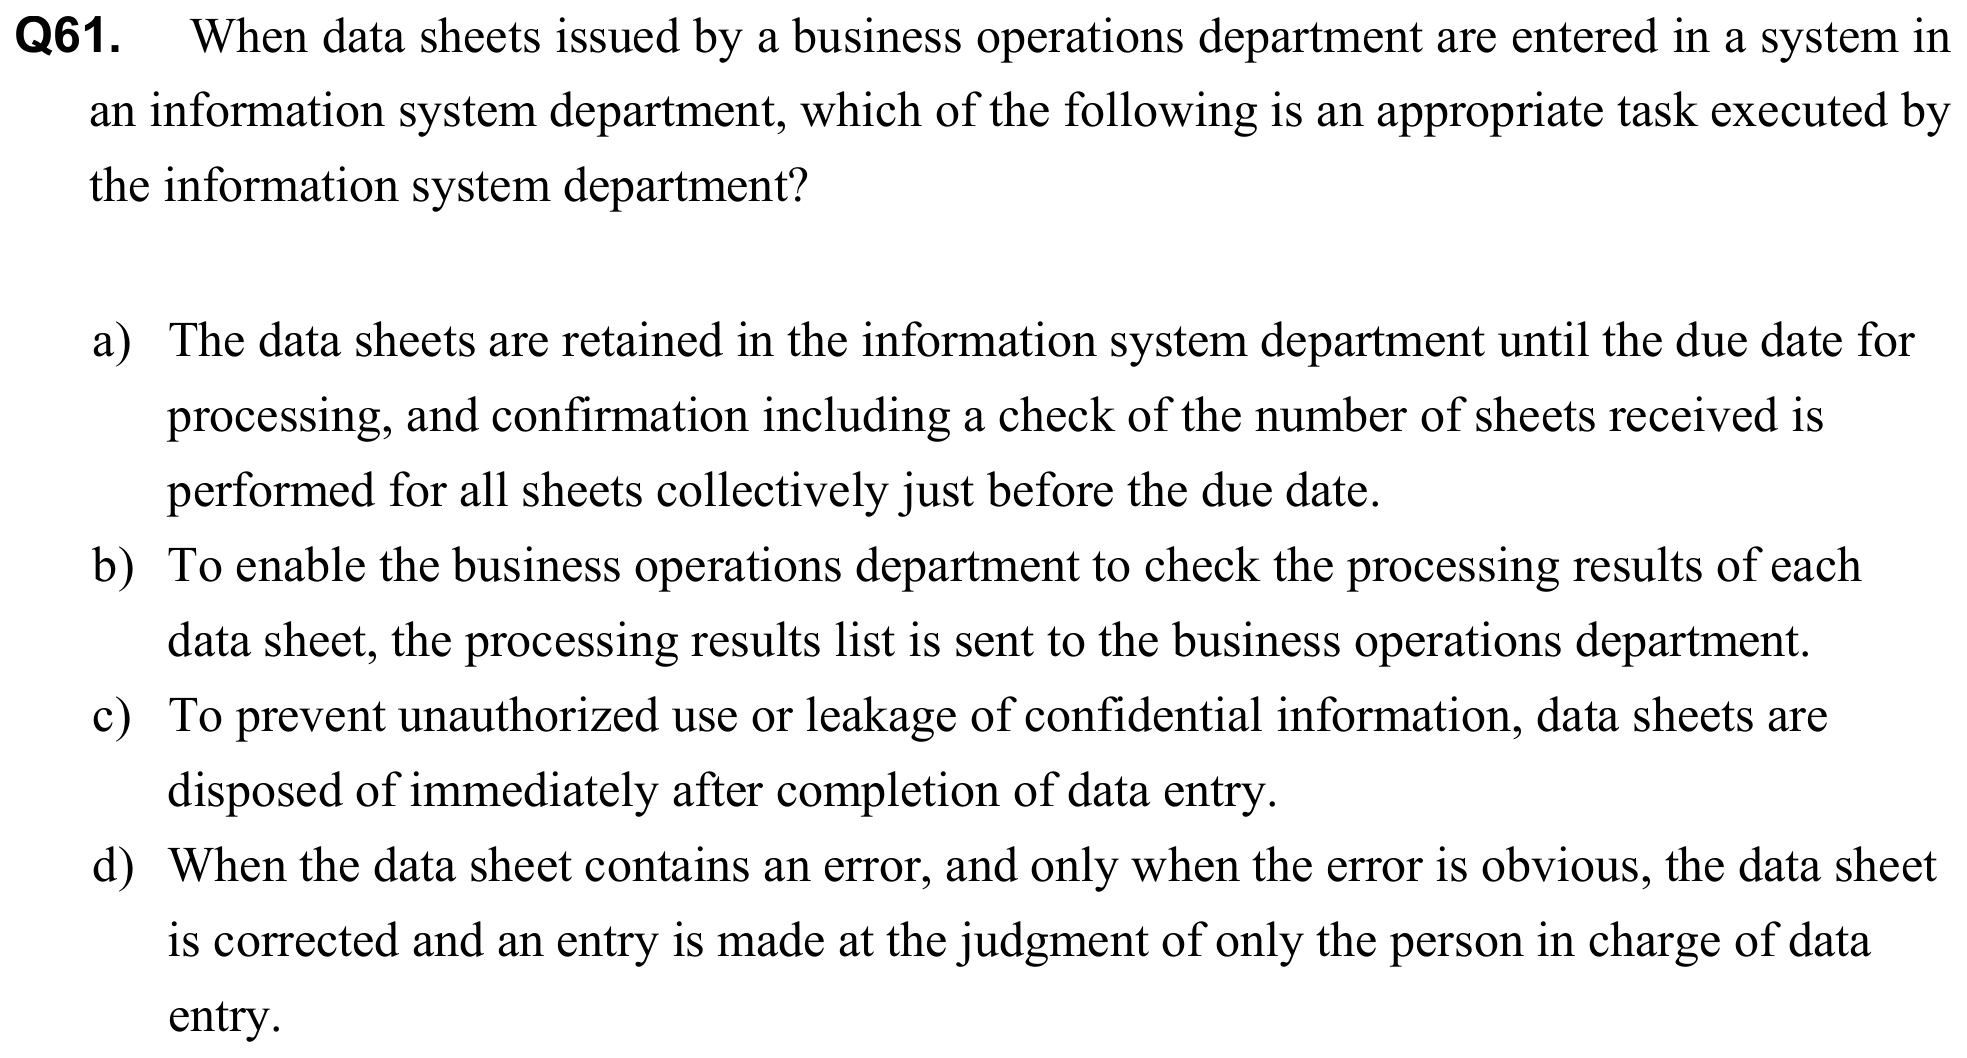 Q61. When data sheets issued by a business operations department are entered in a system in
an information system department, which of the following is an appropriate task executed by
the information system department?
a) The data sheets are retained in the information system department until the due date for
processing, and confirmation including a check of the number of sheets received is
performed for all sheets collectively just before the due date.
b) To enable the business operations department to check the processing results of each
data sheet, the processing results list is sent to the business operations department.
c) To prevent unauthorized use or leakage of confidential information, data sheets are
disposed of immediately after completion of data entry.
d) When the data sheet contains an error, and only when the error is obvious, the data sheet
is corrected and an entry is made at the judgment of only the person in charge of data
entry.